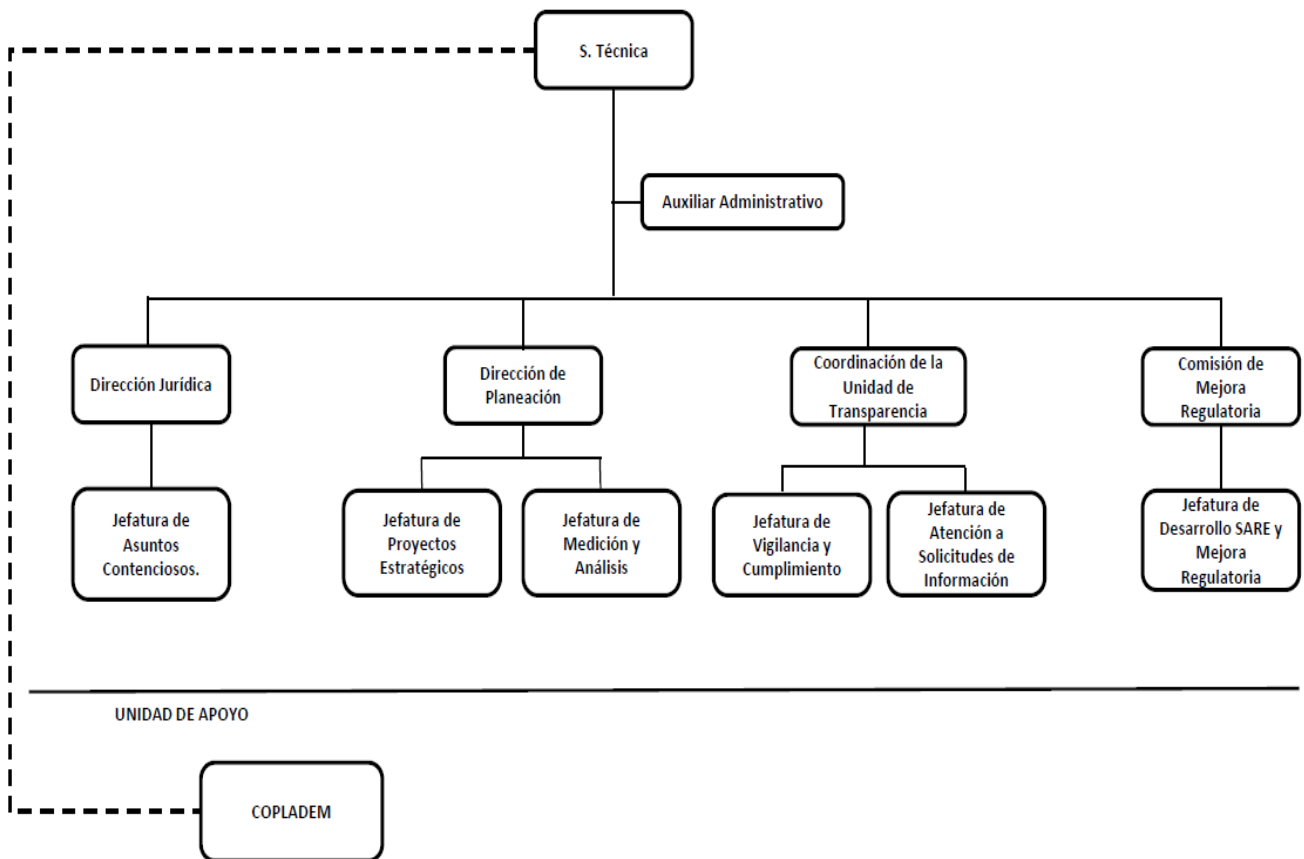 S. Técnica
Auxiliar Administrativo
Dirección Jurídica
Dirección de
Planeación
Coordinación de la
Unidad de
Transparencia
Comisión de
Mejora
Regulatoria
Jefatura de
Asuntos
Contenciosos.
Jefatura de
Proyectos
Estratégicos
Jefatura de
Medición y
Análisis
Jefatura de
Vigilancia y
Cumplimiento
Jefatura de
Atención a
Solicitudes de
Información
Jefatura de
Desarrollo SARE y
Mejora
Regulatoria
UNIDAD DE APOYO
COPLADEM